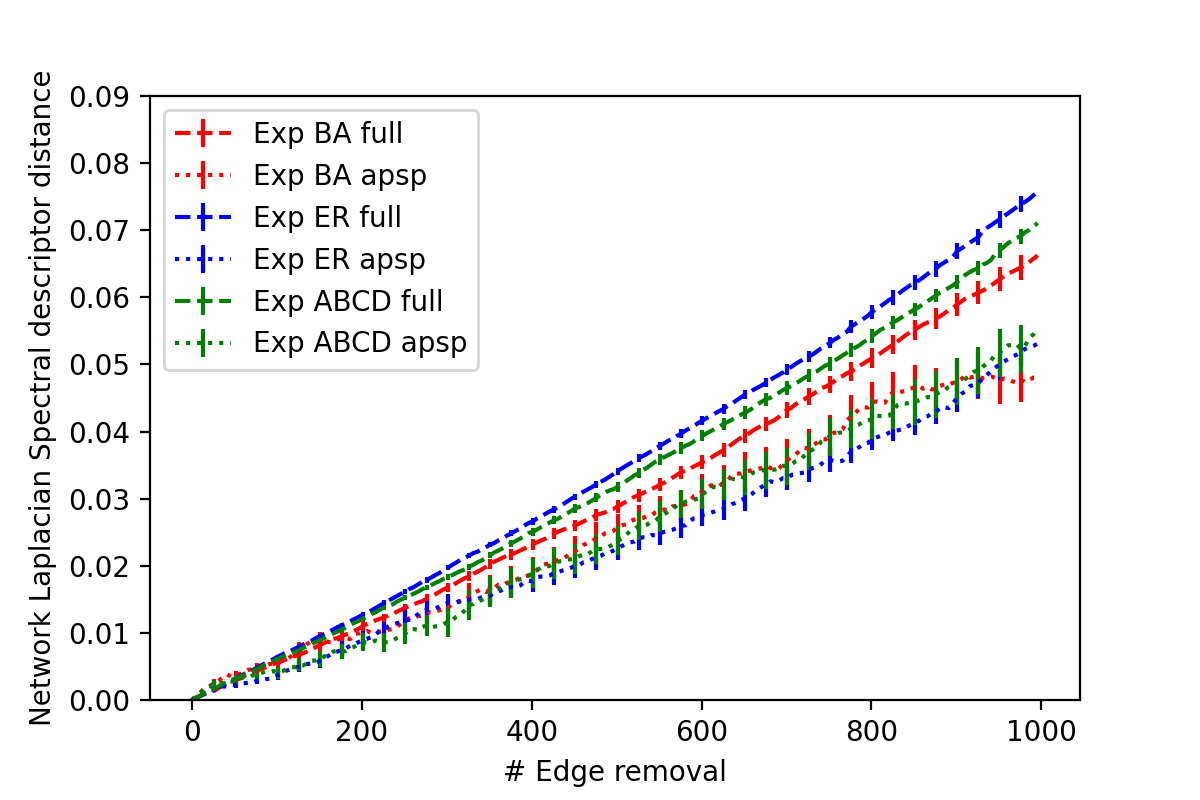 Network Laplacian Spectral descriptor distance
0.09
0.08
0.07
0.06
0.05
0.04
0.03
0.02
0.01
0.00
Exp BA full
Exp BA apsp
Exp ER full
Exp ER apsp
Exp ABCD full
Exp ABCD apsp
0
200
400
600
800
1000
# Edge removal